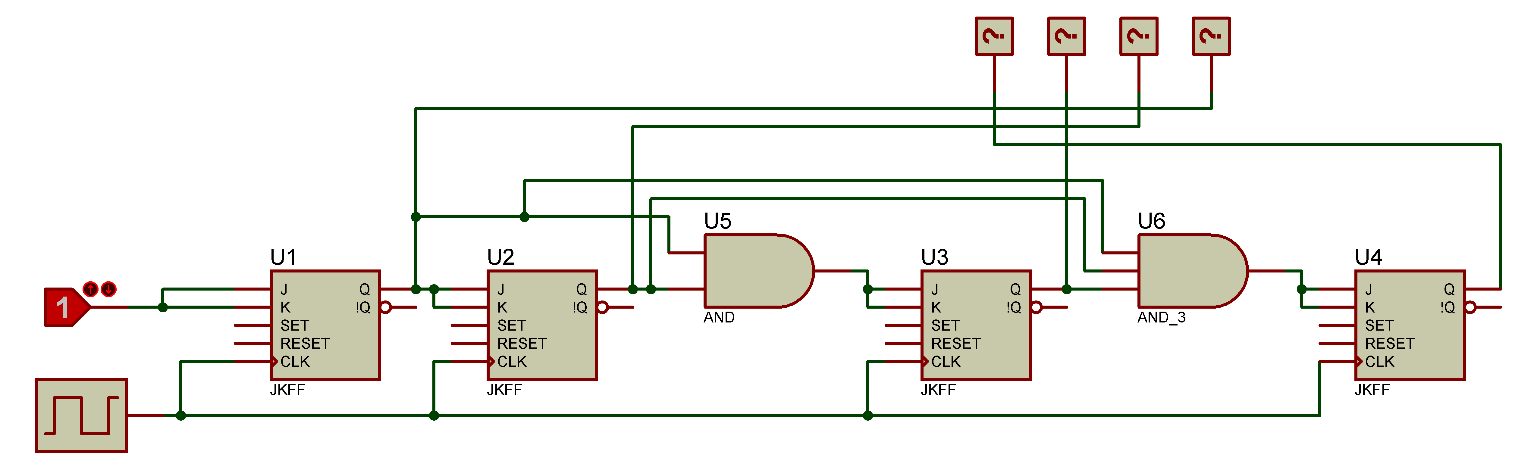 ? ? ? ?
U5 U6
U1 U2 U3 U4
1
J Q J Q J Q J Q
K !Q K !Q K !Q K !Q
SET SET SET SET
AND AND_3
RESET RESET RESET RESET
CLK CLK CLK CLK
JKFF JKFF JKFF JKFF